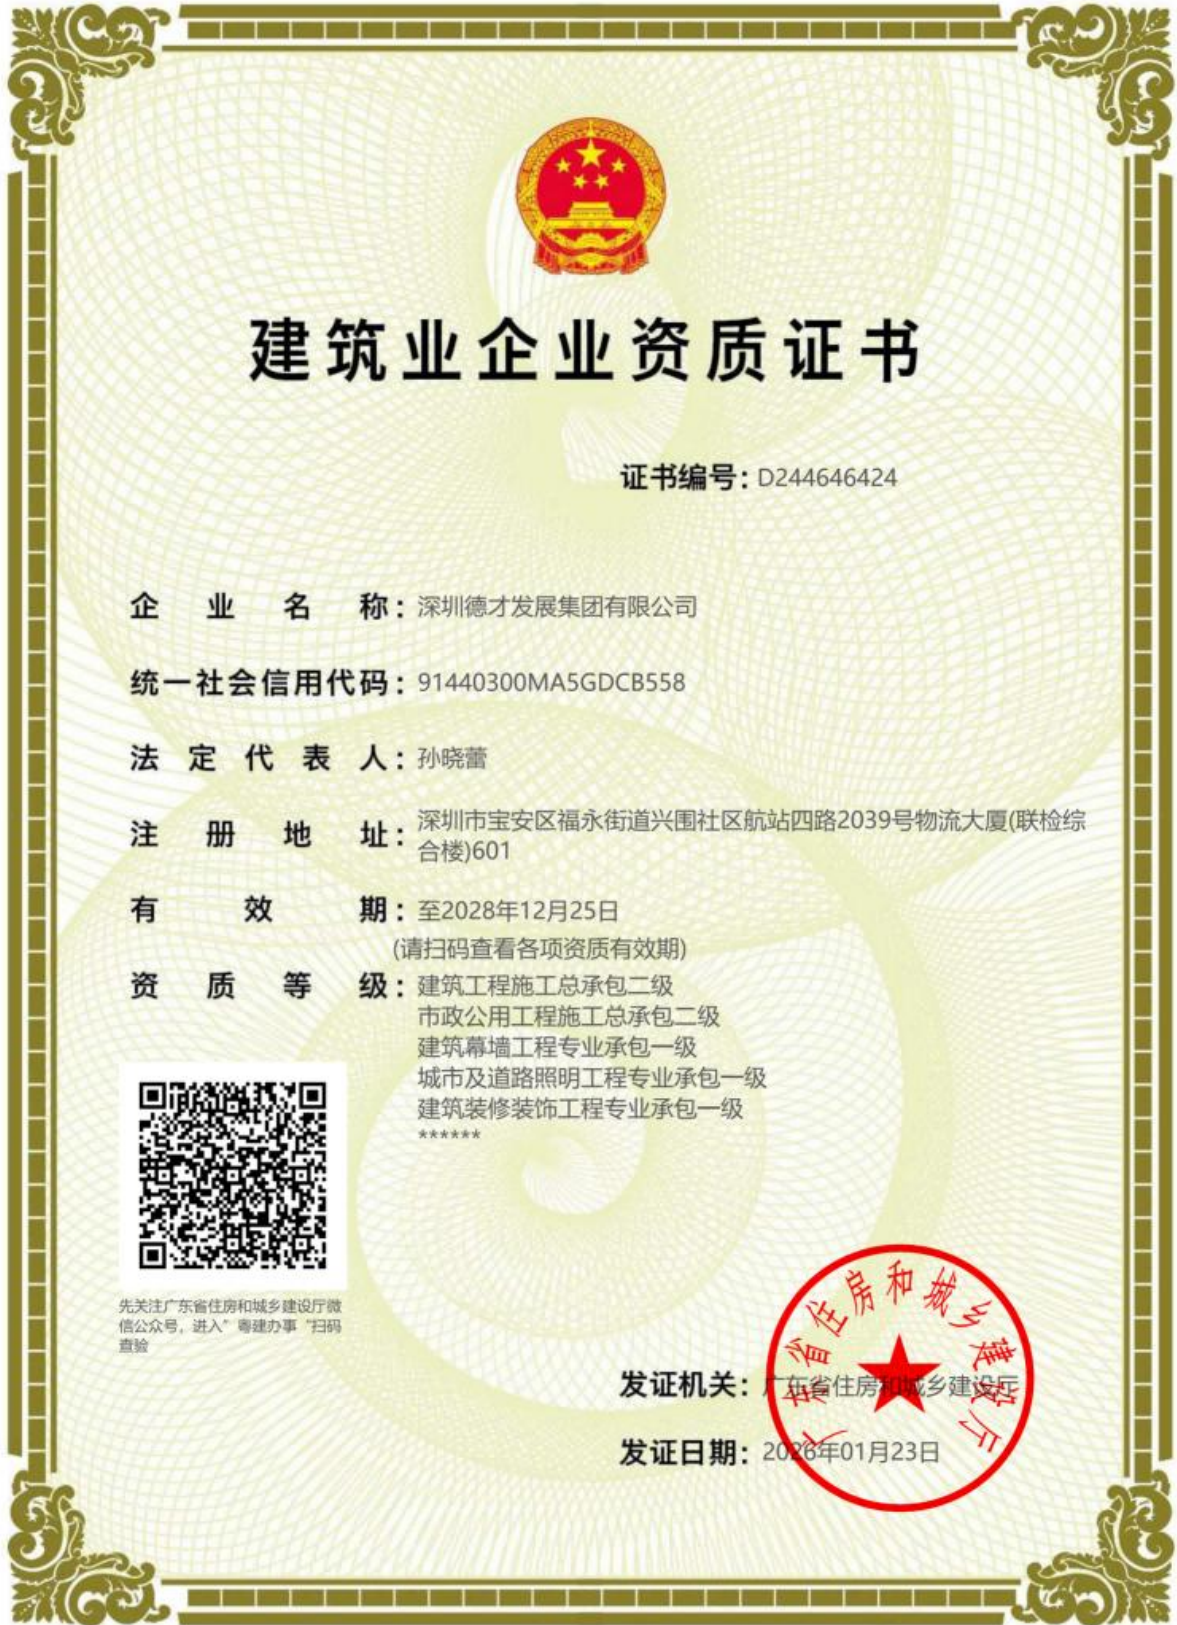 建筑业企业资质证书
证书编号：D244646424
企业名称：深圳德才发展集团有限公司
统一社会信用代码：91440300MA5GDCB558
法定代表人：孙晓蕾
注册地址：深圳市宝安区福永街道兴围社区航站四路2039号物流大厦(联检综
合楼)601
有效期：至2028年12月25日
(请扫码查看各项资质有效期)
资质等级：建筑工程施工总承包二级
市政公用工程施工总承包二级
建筑幕墙工程专业承包一级
城市及道路照明工程专业承包一级
建筑装修装饰工程专业承包一级
******
先关注广东省住房和城乡建设厅微
信公众号，进入"粤建办事"扫码
查验
发证机关：广东省住房和城乡建设厅
发证日期：2026年01月23日
广东省住房和城乡建设厅